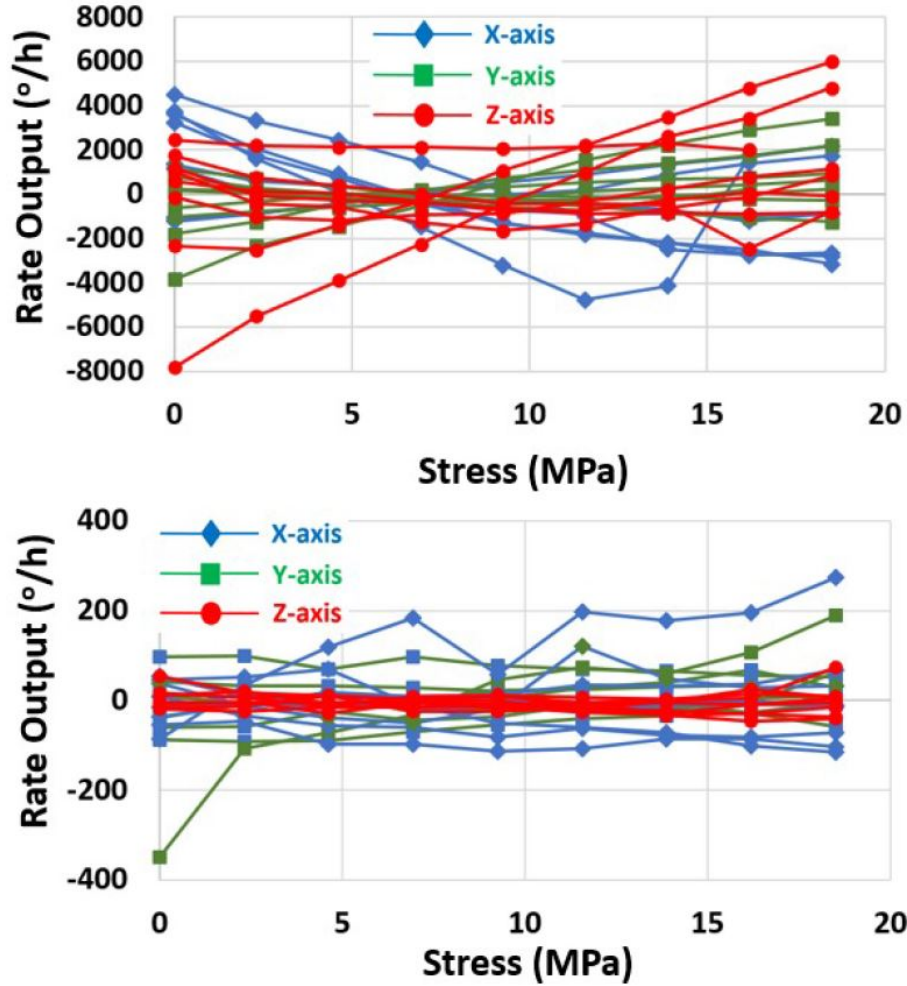 Rate Output (°/h)
8000
6000
4000
2000
0
-2000
-4000
-6000
-8000
X-axis
Y-axis
Z-axis
0
5
10
15
20
Stress (MPa)
Rate Output (°/h)
400
200
0
-200
-400
X-axis
Y-axis
Z-axis
0
5
10
15
20
Stress (MPa)